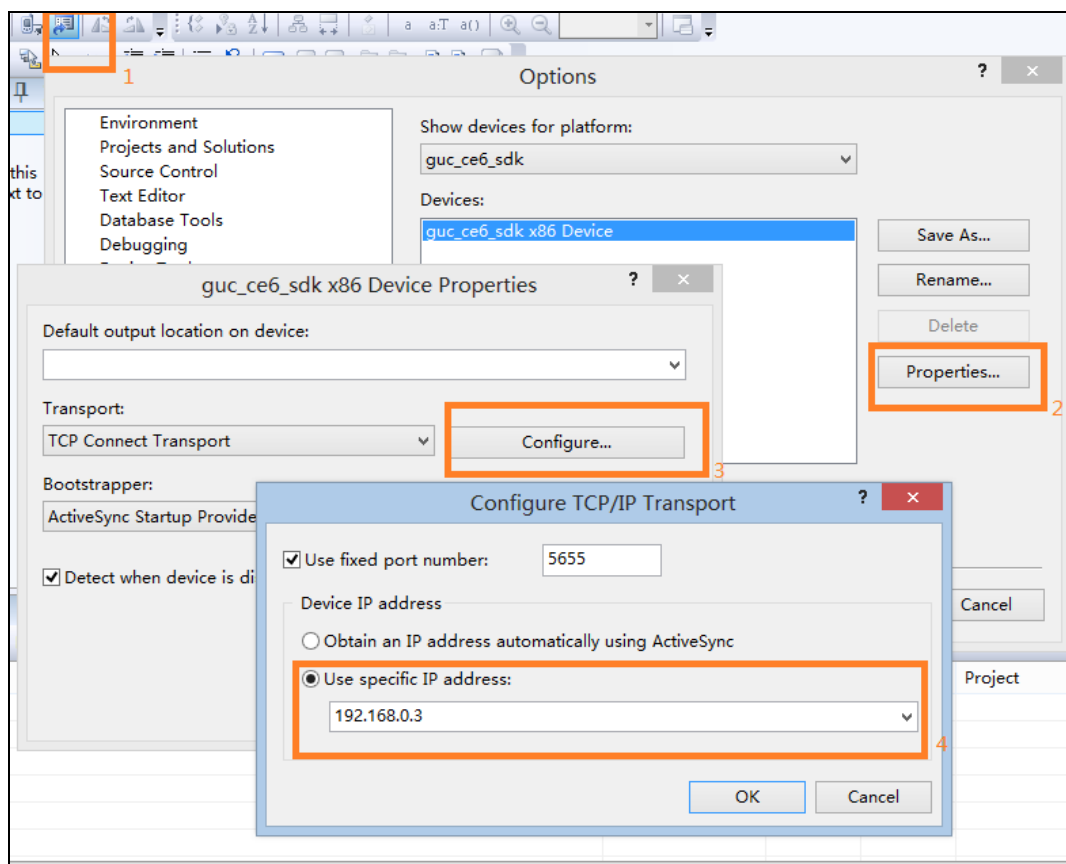 a a:T a()
1
Options
?
Environment
Projects and Solutions
Source Control
Text Editor
Database Tools
Debugging
this
xt to
Show devices for platform:
guc_ce6_sdk
Devices:
guc_ce6_sdk x86 Device
Save As...
Rename...
Delete
Properties...
2
guc_ce6_sdk x86 Device Properties
?
Default output location on device:
Transport:
TCP Connect Transport
Configure...
3
Bootstrapper:
ActiveSync Startup Provide
Detect when device is di
Configure TCP/IP Transport
?
Use fixed port number:
5655
Device IP address
Obtain an IP address automatically using ActiveSync
Use specific IP address:
192.168.0.3
4
OK
Cancel
Cancel
Project